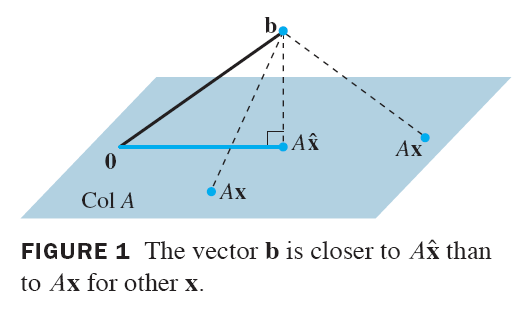 b
0
Ax̂
Ax
Ax
Col A
FIGURE 1 The vector b is closer to Ax̂ than
to Ax for other x.